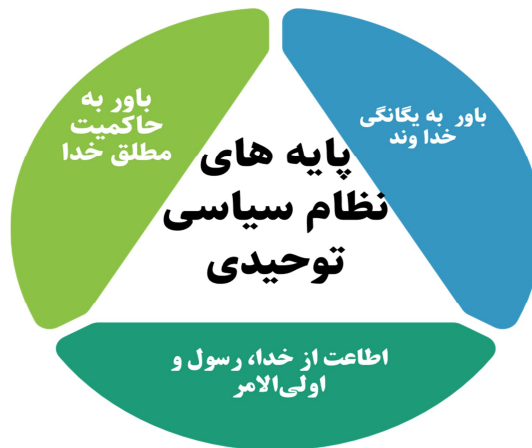 پایه های
نظام سیاسی
توحیدی
باور به یگانگی
خدا وند
اطاعت از خدا، رسول و
اولی‌الامر
باور به
حاکمیت
مطلق خدا